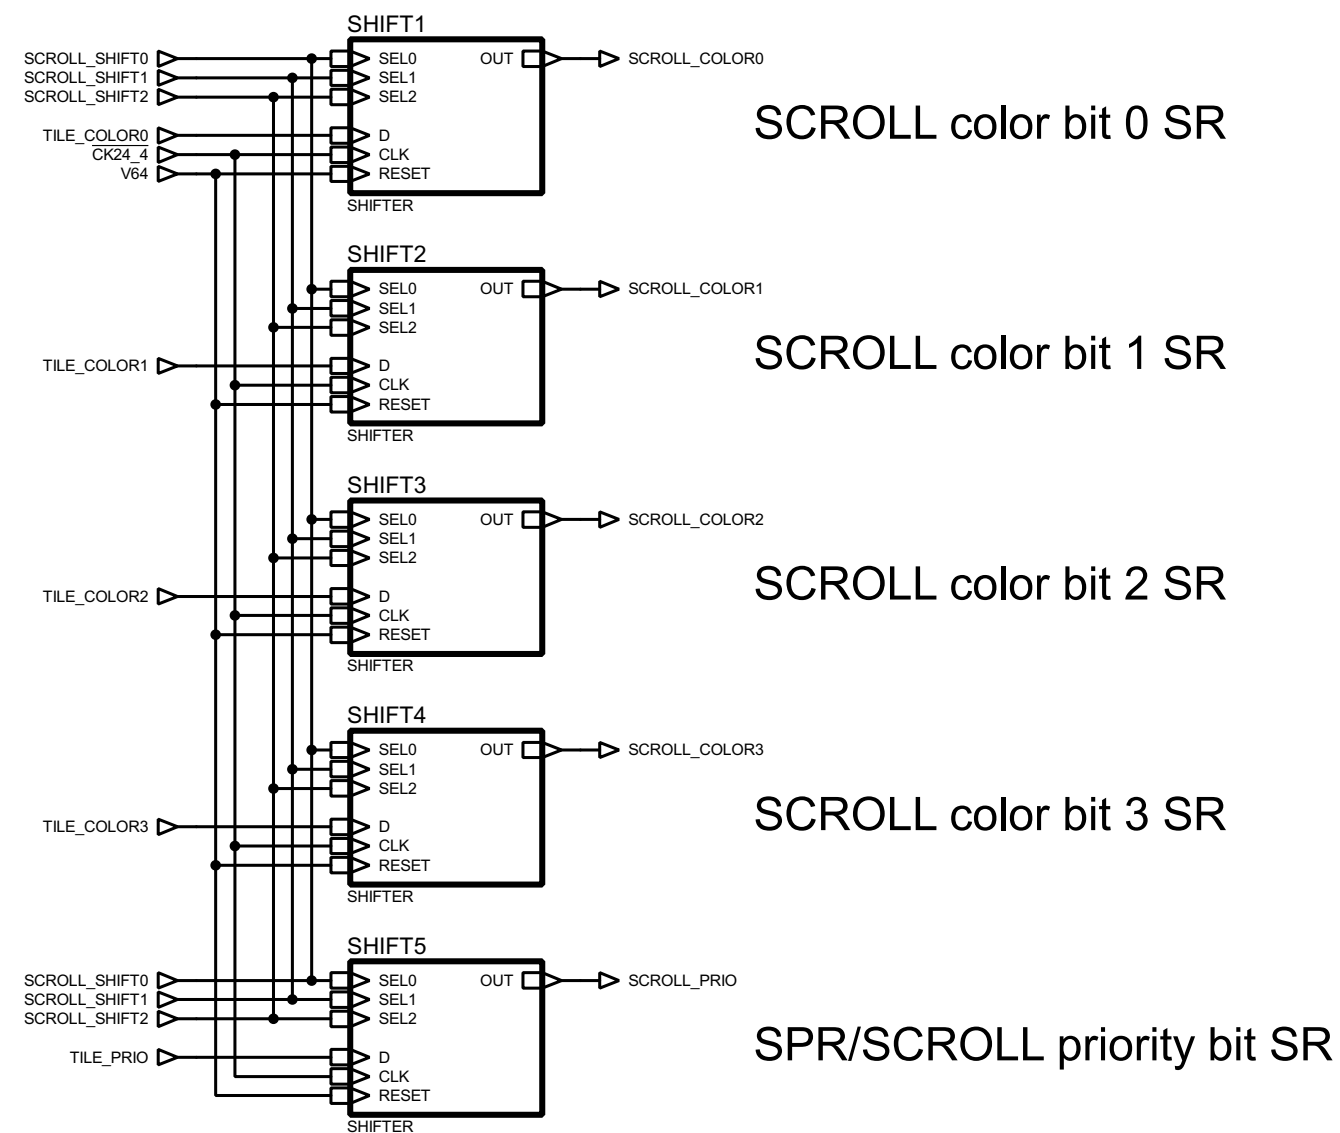 SHIFT1
SCROLL_SHIFT0 SEL0 OUT SCROLL_COLOR0
SCROLL_SHIFT1 SEL1
SCROLL_SHIFT2 SEL2
SCROLL color bit 0 SR
TILE_COLOR0 D
CK24_4 CLK
V64 RESET
SHIFTER
SHIFT2
SEL0 OUT SCROLL_COLOR1
SEL1
SEL2
SCROLL color bit 1 SR
TILE_COLOR1 D
CLK
RESET
SHIFTER
SHIFT3
SEL0 OUT SCROLL_COLOR2
SEL1
SEL2
SCROLL color bit 2 SR
TILE_COLOR2 D
CLK
RESET
SHIFTER
SHIFT4
SEL0 OUT SCROLL_COLOR3
SEL1
SEL2
SCROLL color bit 3 SR
TILE_COLOR3 D
CLK
RESET
SHIFTER
SHIFT5
SCROLL_SHIFT0 SEL0 OUT SCROLL_PRIO
SCROLL_SHIFT1 SEL1
SCROLL_SHIFT2 SEL2
SPR/SCROLL priority bit SR
TILE_PRIO D
CLK
RESET
SHIFTER